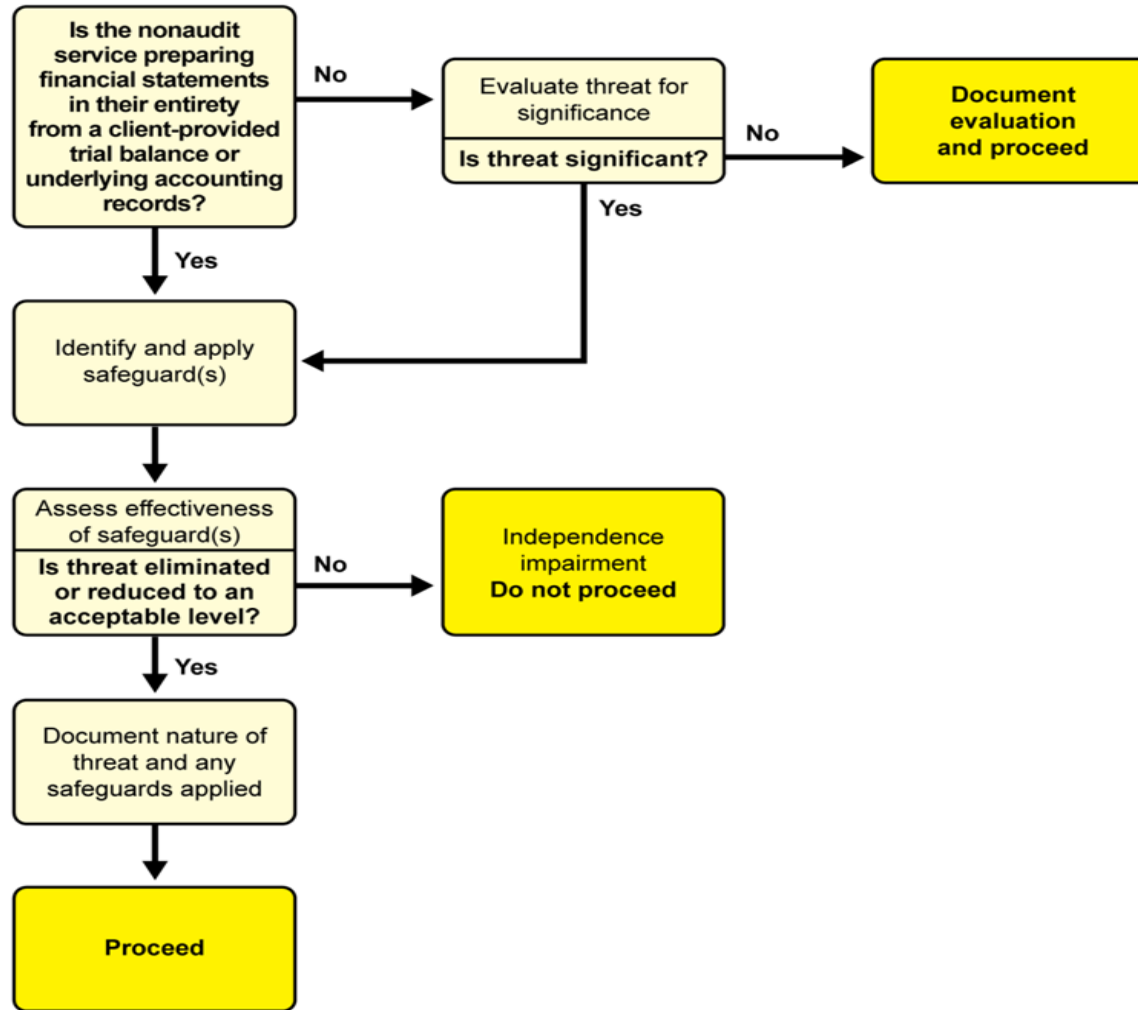 Is the nonaudit
service preparing
financial statements
in their entirety
from a client-provided
trial balance or
underlying accounting
records?
No
Evaluate threat for
significance
Is threat significant?
No
Document
evaluation
and proceed
Yes
Yes
Identify and apply
safeguard(s)
Assess effectiveness
of safeguard(s)
Is threat eliminated
or reduced to an
acceptable level?
No
Independence
impairment
Do not proceed
Yes
Document nature of
threat and any
safeguards applied
Proceed